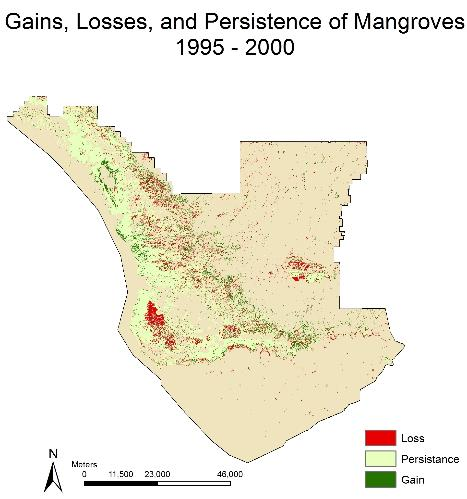 Gains, Losses, and Persistence of Mangroves
1995 - 2000
N
Meters
0 11,500 23,000 46,000
Loss
Persistance
Gain